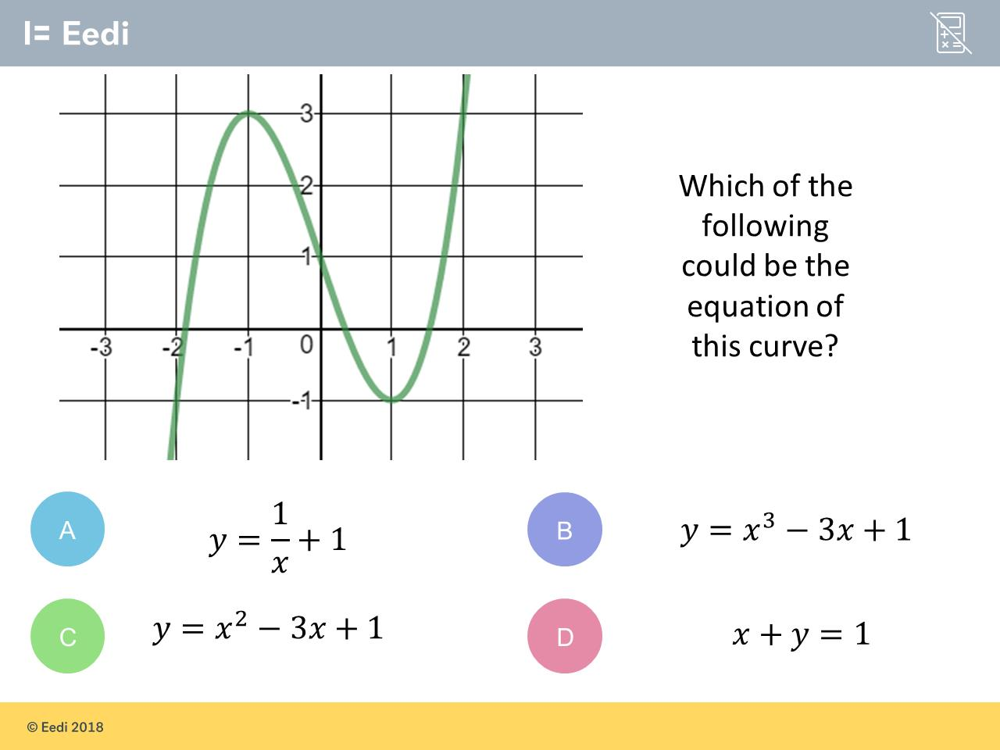 Eedi
3
2
1
-3 -2 -1 0 1 2 3
-1
Which of the
following
could be the
equation of
this curve?
A y = 1/x + 1
B y = x³ − 3x + 1
C y = x² − 3x + 1
D x + y = 1
© Eedi 2018